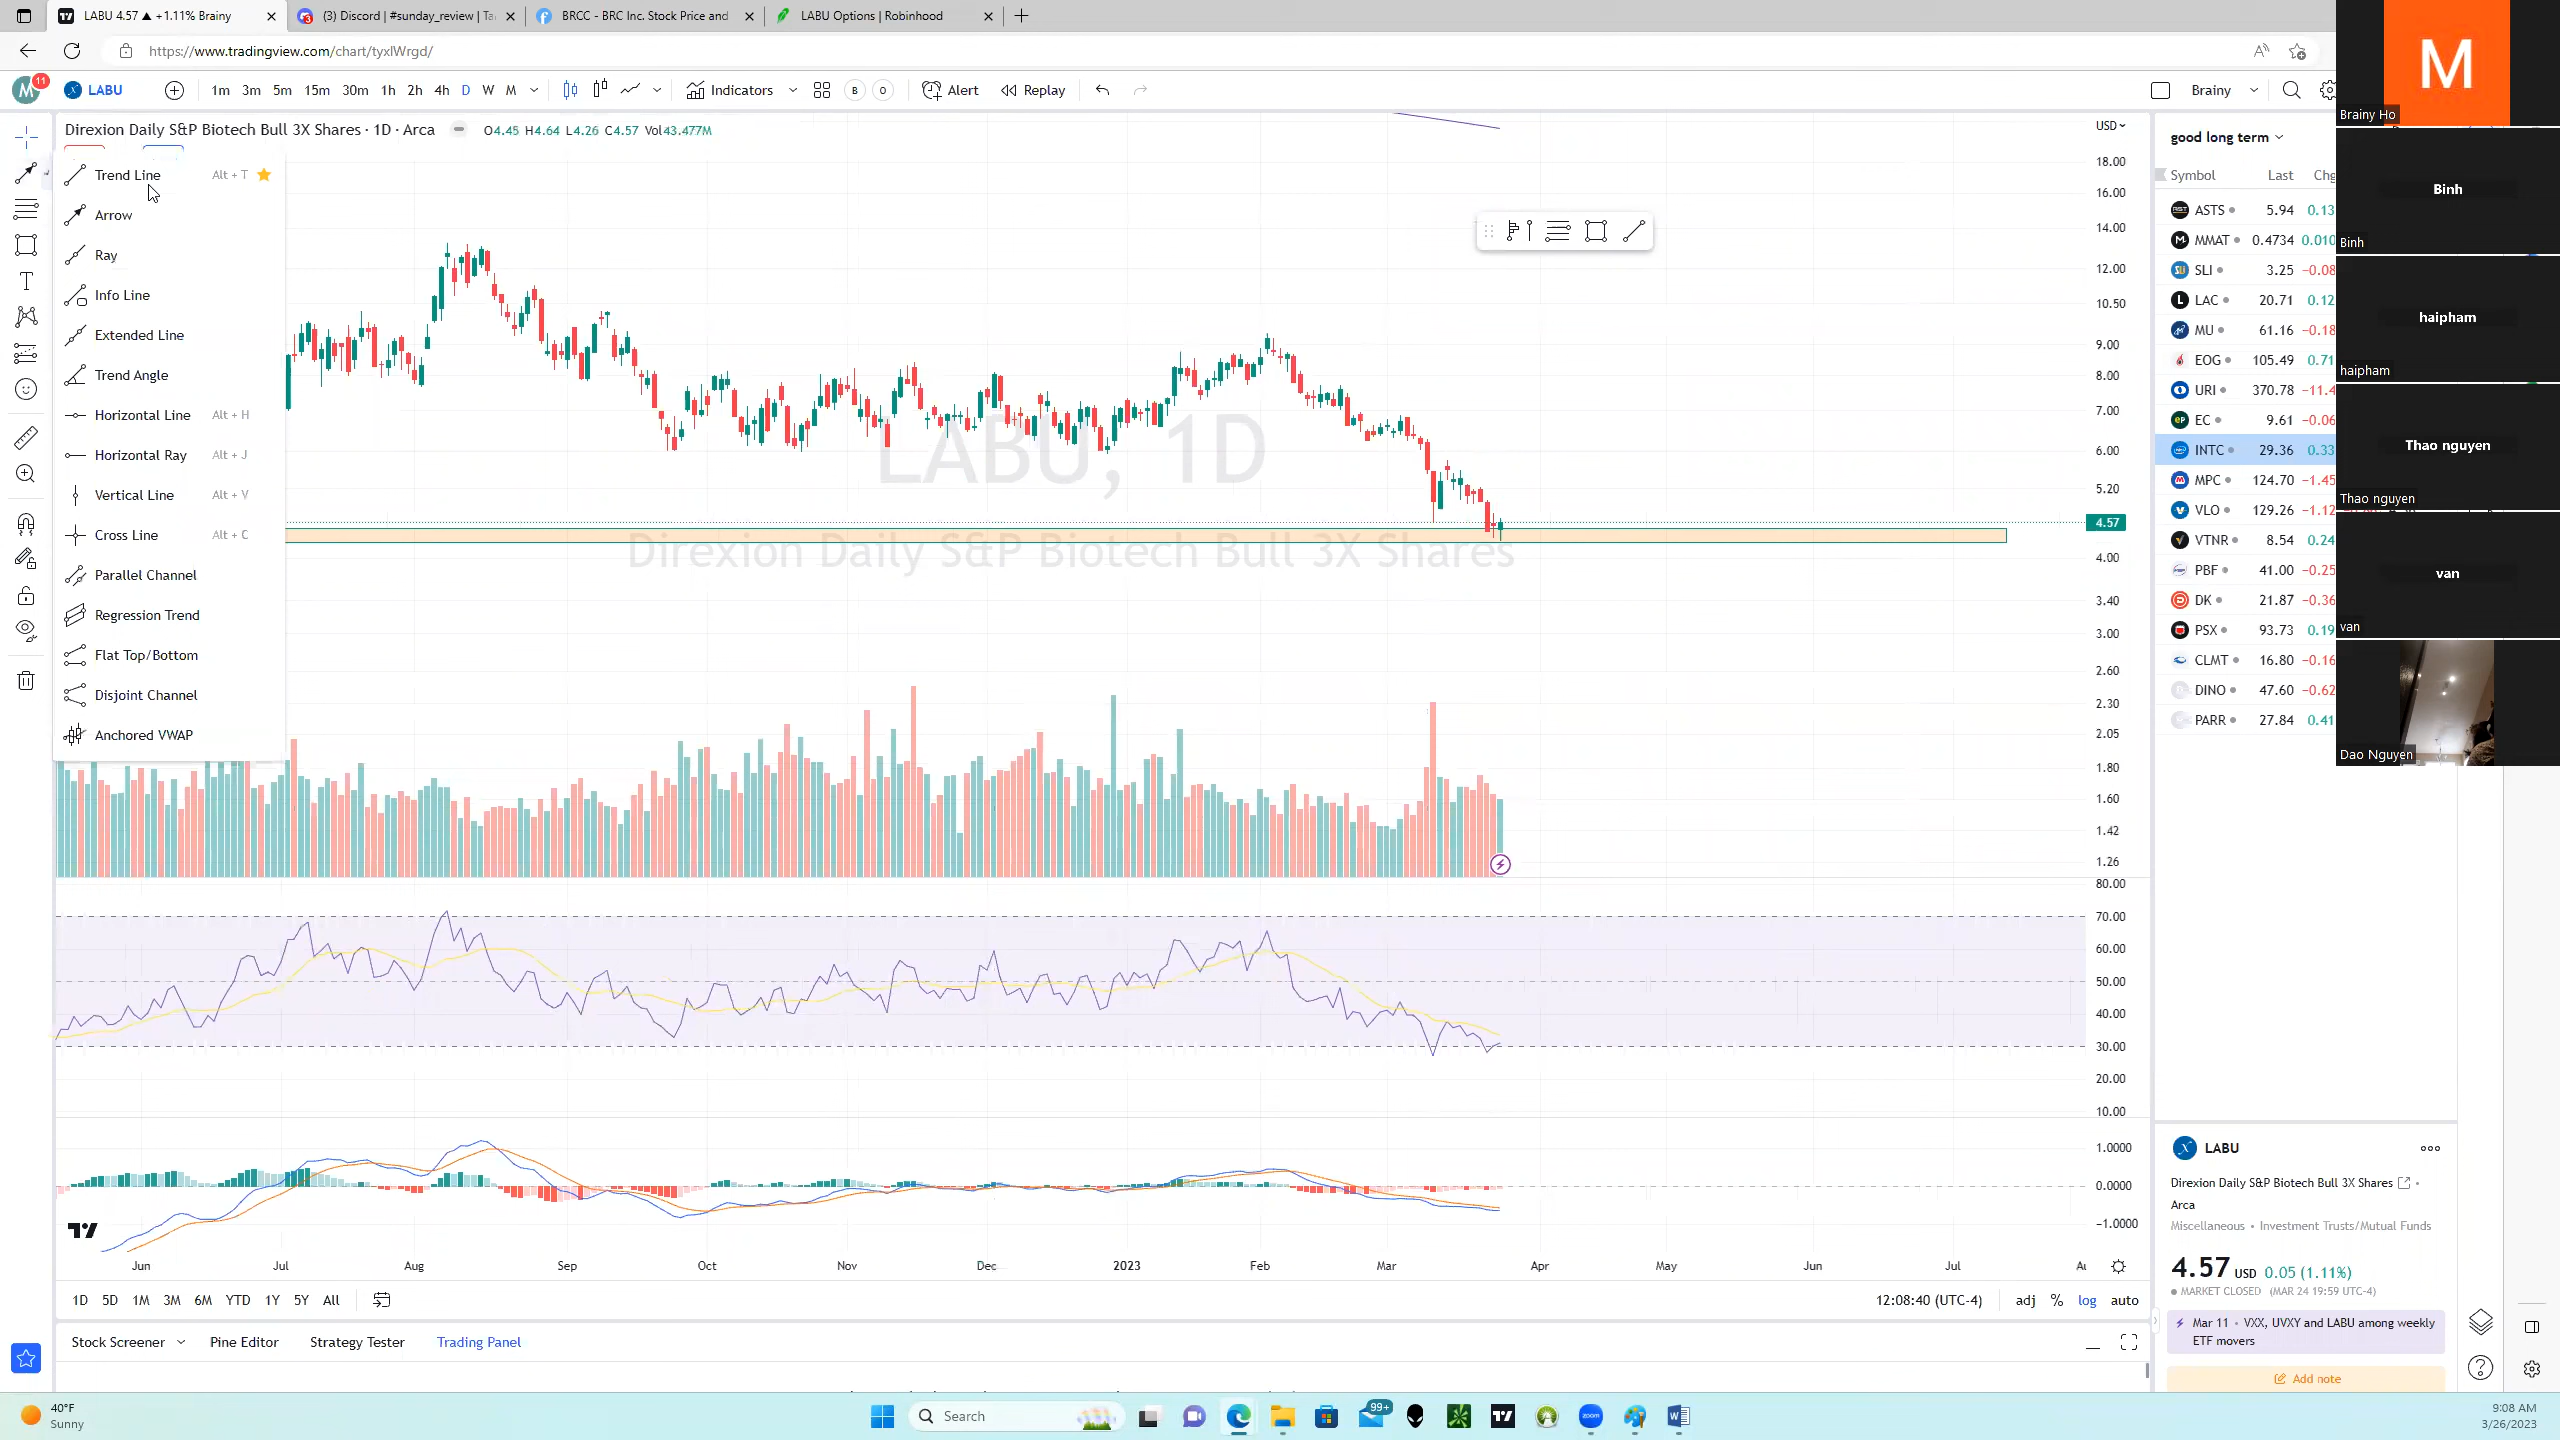 LABU 4.57 ▲ +1.11% Brainy
(3) Discord | #sunday_review | Ta
BRCC - BRC Inc. Stock Price and
LABU Options | Robinhood
https://www.tradingview.com/chart/tyxlWrgd/
M 11
LABU
1m 3m 5m 15m 30m 1h 2h 4h D W M
Indicators
B
0
Alert
Replay
Brainy
Direxion Daily S&P Biotech Bull 3X Shares · 1D · Arca
O4.45 H4.64 L4.26 C4.57 Vol43.477M
Trend Line Alt + T
Arrow
Ray
Info Line
Extended Line
Trend Angle
Horizontal Line Alt + H
Horizontal Ray Alt + J
Vertical Line Alt + V
Cross Line Alt + C
Parallel Channel
Regression Trend
Flat Top/Bottom
Disjoint Channel
Anchored VWAP
LABU, 1D
Direxion Daily S&P Biotech Bull 3X Shares
USD
18.00
16.00
14.00
12.00
10.50
9.00
8.00
7.00
6.00
5.20
4.57
4.00
3.40
3.00
2.60
2.30
2.05
1.80
1.60
1.42
1.26
80.00
70.00
60.00
50.00
40.00
30.00
20.00
10.00
1.0000
0.0000
−1.0000
Jun Jul Aug Sep Oct Nov Dec 2023 Feb Mar Apr May Jun Jul
1D 5D 1M 3M 6M YTD 1Y 5Y All
12:08:40 (UTC-4) adj % log auto
Stock Screener Pine Editor Strategy Tester Trading Panel
good long term
Symbol Last Chg
ASTS 5.94 0.13
MMAT 0.4734 0.010
SLI 3.25 −0.08
LAC 20.71 0.12
MU 61.16 −0.18
EOG 105.49 0.71
URI 370.78 −11.4
EC 9.61 −0.06
INTC 29.36 0.33
MPC 124.70 −1.45
VLO 129.26 −1.12
VTNR 8.54 0.24
PBF 41.00 −0.25
DK 21.87 −0.36
PSX 93.73 0.19
CLMT 16.80 −0.16
DINO 47.60 −0.62
PARR 27.84 0.41
LABU
Direxion Daily S&P Biotech Bull 3X Shares
Arca
Miscellaneous • Investment Trusts/Mutual Funds
4.57 USD 0.05 (1.11%)
MARKET CLOSED (MAR 24 19:59 UTC-4)
Mar 11 • VXX, UVXY and LABU among weekly
ETF movers
Add note
M
Brainy Ho
Binh
Binh
haipham
haipham
Thao nguyen
Thao nguyen
van
van
Dao Nguyen
40°F
Sunny
Search
99+
zoom
9:08 AM
3/26/2023